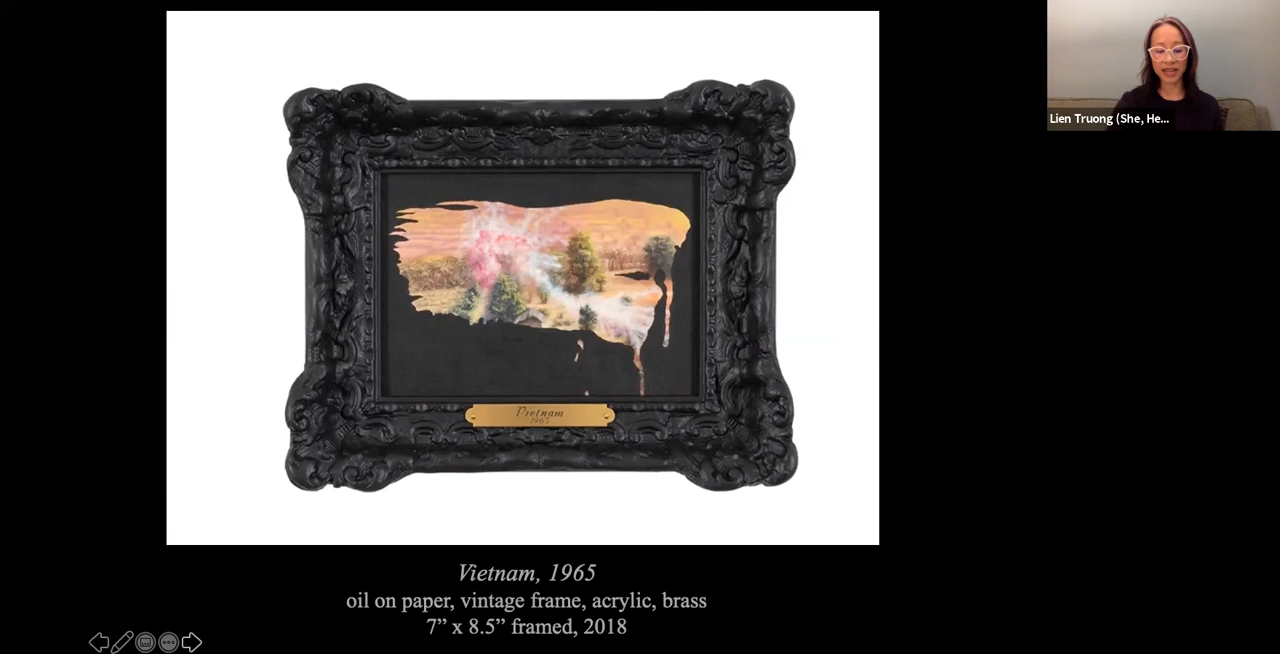 Lien Truong (She, He...
Vietnam
1965
Vietnam, 1965
oil on paper, vintage frame, acrylic, brass
7” x 8.5” framed, 2018